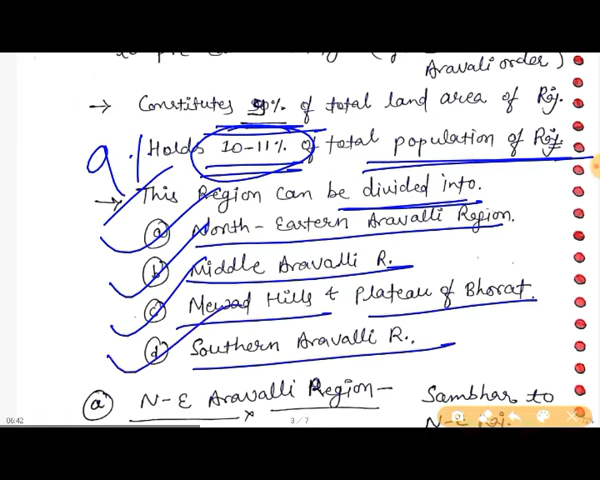 Aravali order)
→ Constitutes 9% of total land area of Raj.
9% Holds 10-11% of total population of Raj.
→ This Region can be divided into.
(a) North-Eastern Aravalli Region.
(b) Middle Aravalli R.
(c) Mewad Hills & Plateau of Bhorat.
(d) Southern Aravalli R.
(a) N-E Aravalli Region - Sambhar to
N-E Raj.
06:42
3 / 7